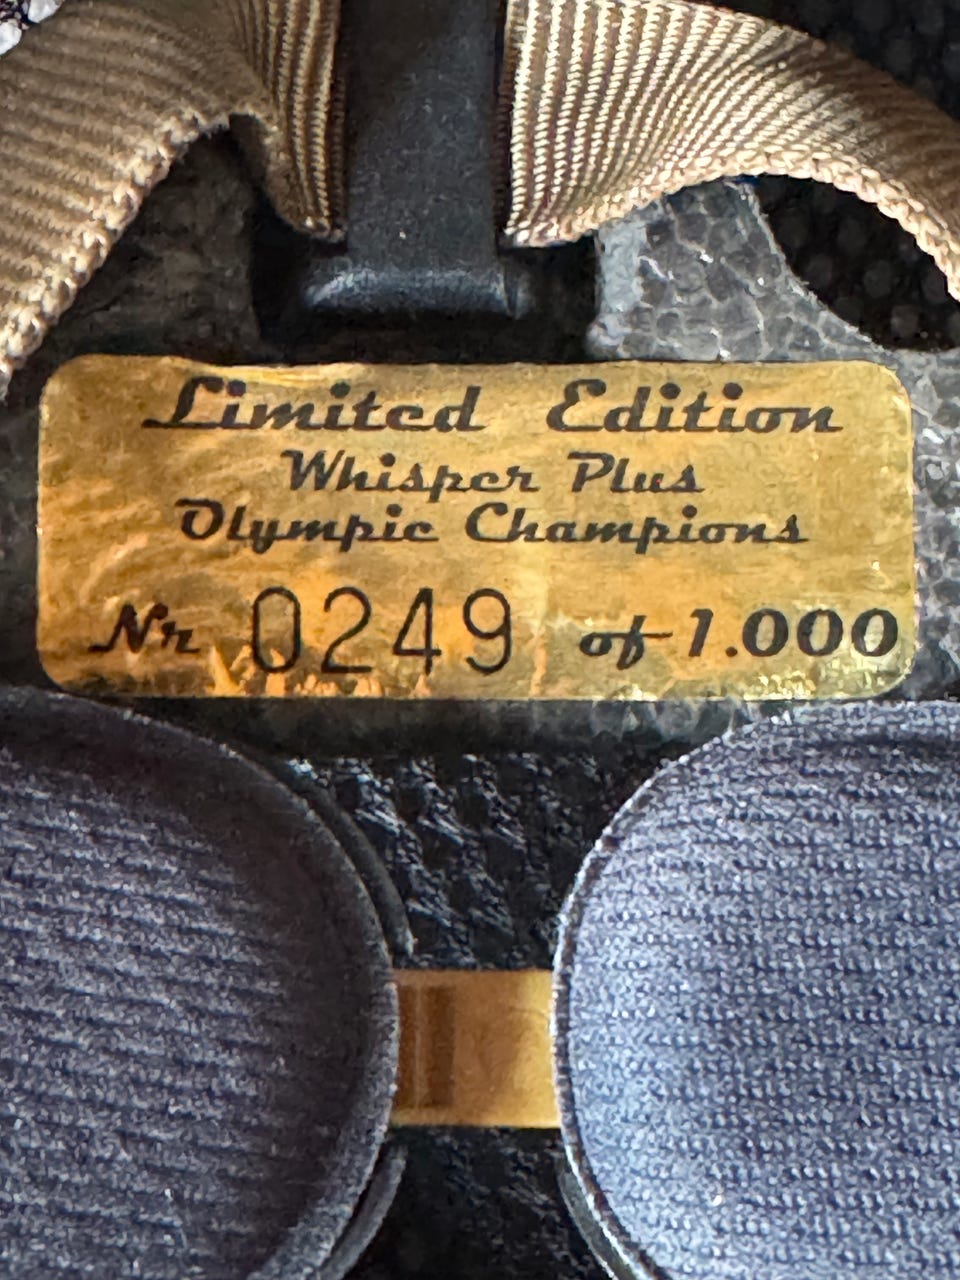 Limited Edition
Whisper Plus
Olympic Champions
Nr 0249 of 1.000